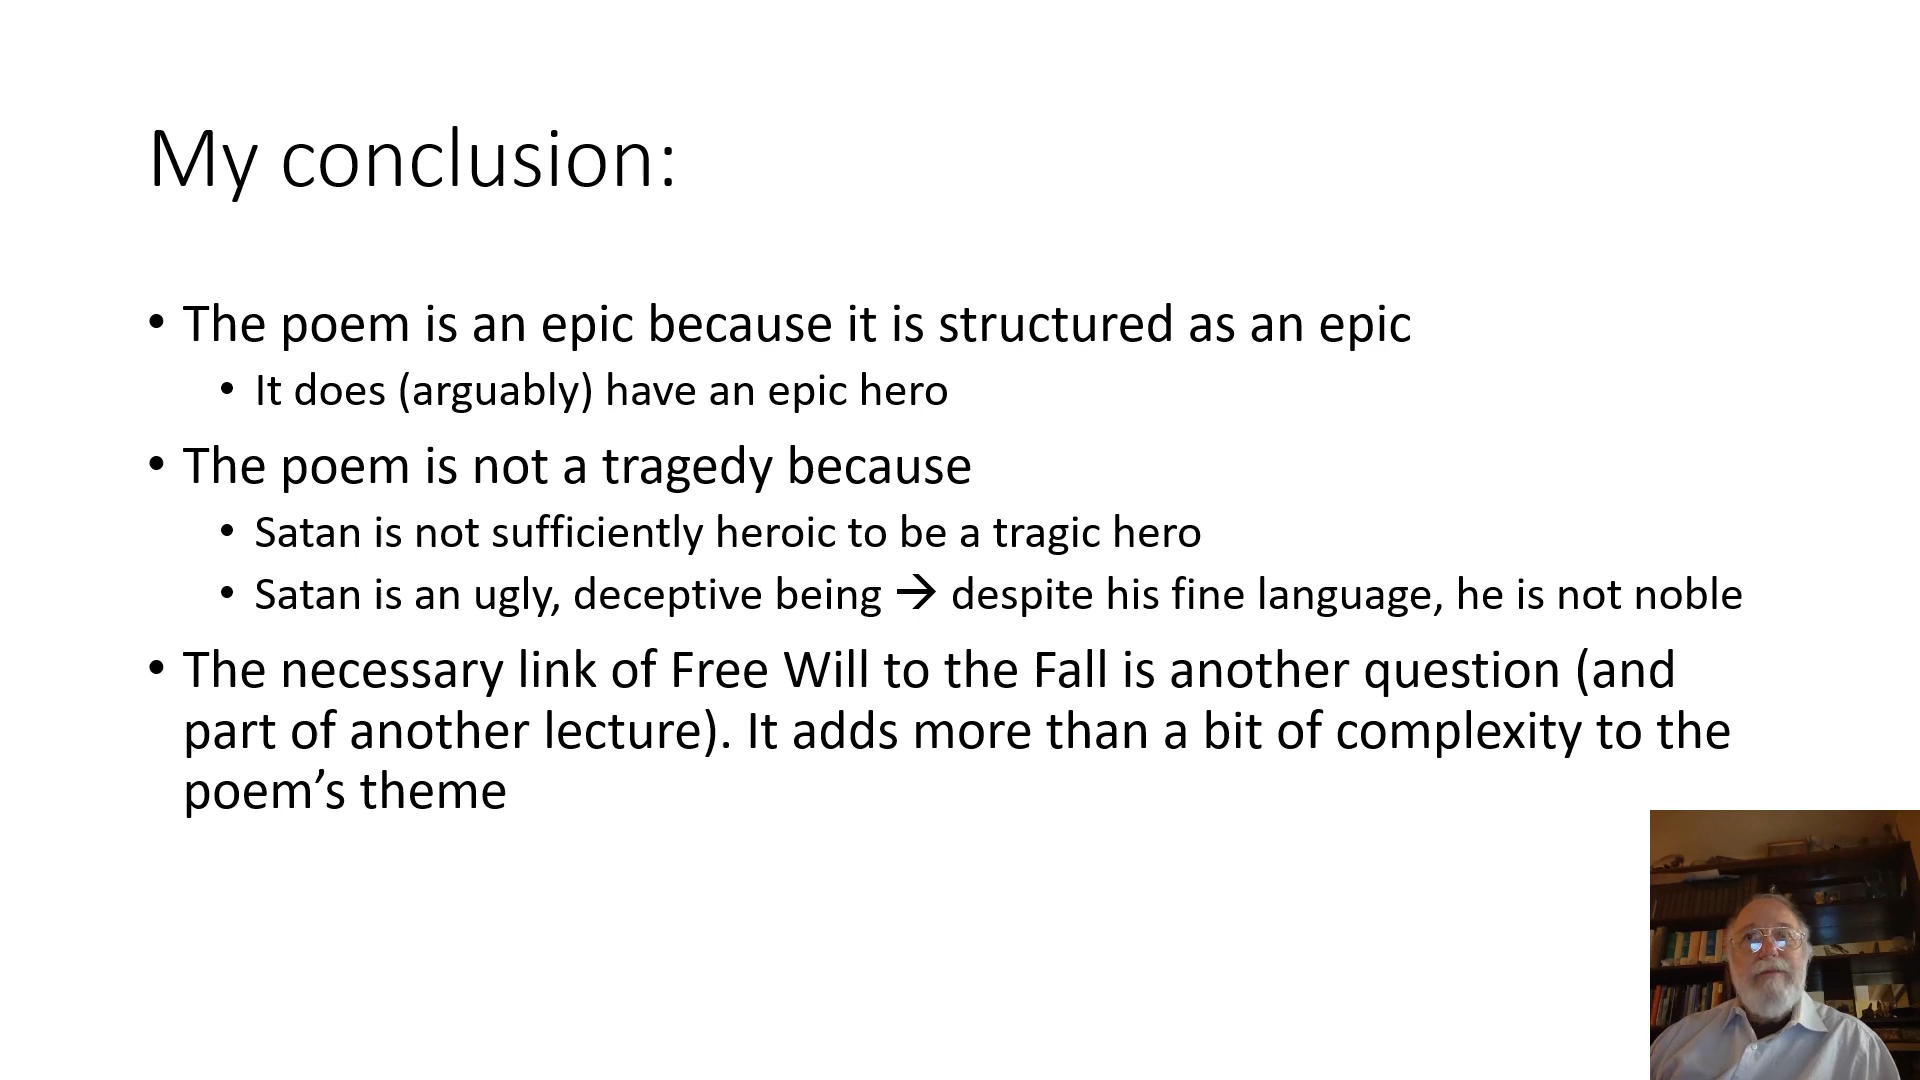 My conclusion:
• The poem is an epic because it is structured as an epic
• It does (arguably) have an epic hero
• The poem is not a tragedy because
• Satan is not sufficiently heroic to be a tragic hero
• Satan is an ugly, deceptive being → despite his fine language, he is not noble
• The necessary link of Free Will to the Fall is another question (and
part of another lecture). It adds more than a bit of complexity to the
poem’s theme